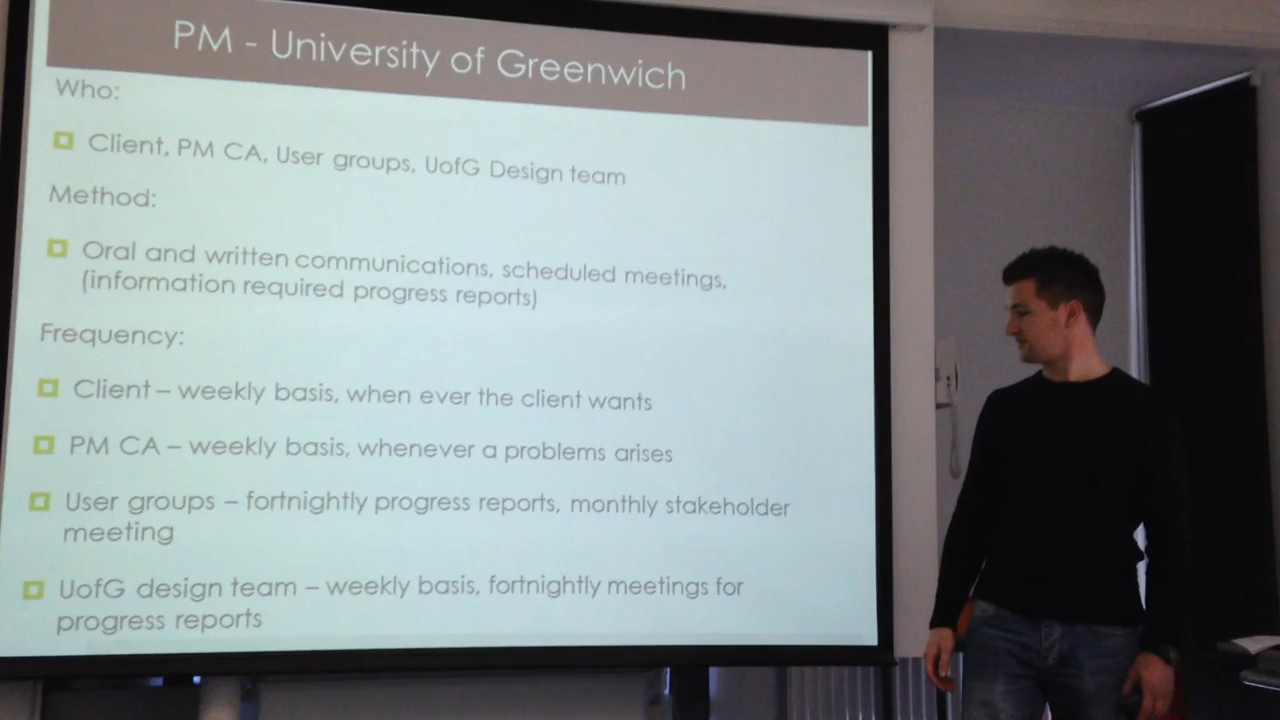 PM - University of Greenwich
Who:
Client, PM CA, User groups, UofG Design team
Method:
Oral and written communications, scheduled meetings,
(information required progress reports)
Frequency:
Client – weekly basis, when ever the client wants
PM CA – weekly basis, whenever a problems arises
User groups – fortnightly progress reports, monthly stakeholder
meeting
UofG design team – weekly basis, fortnightly meetings for
progress reports